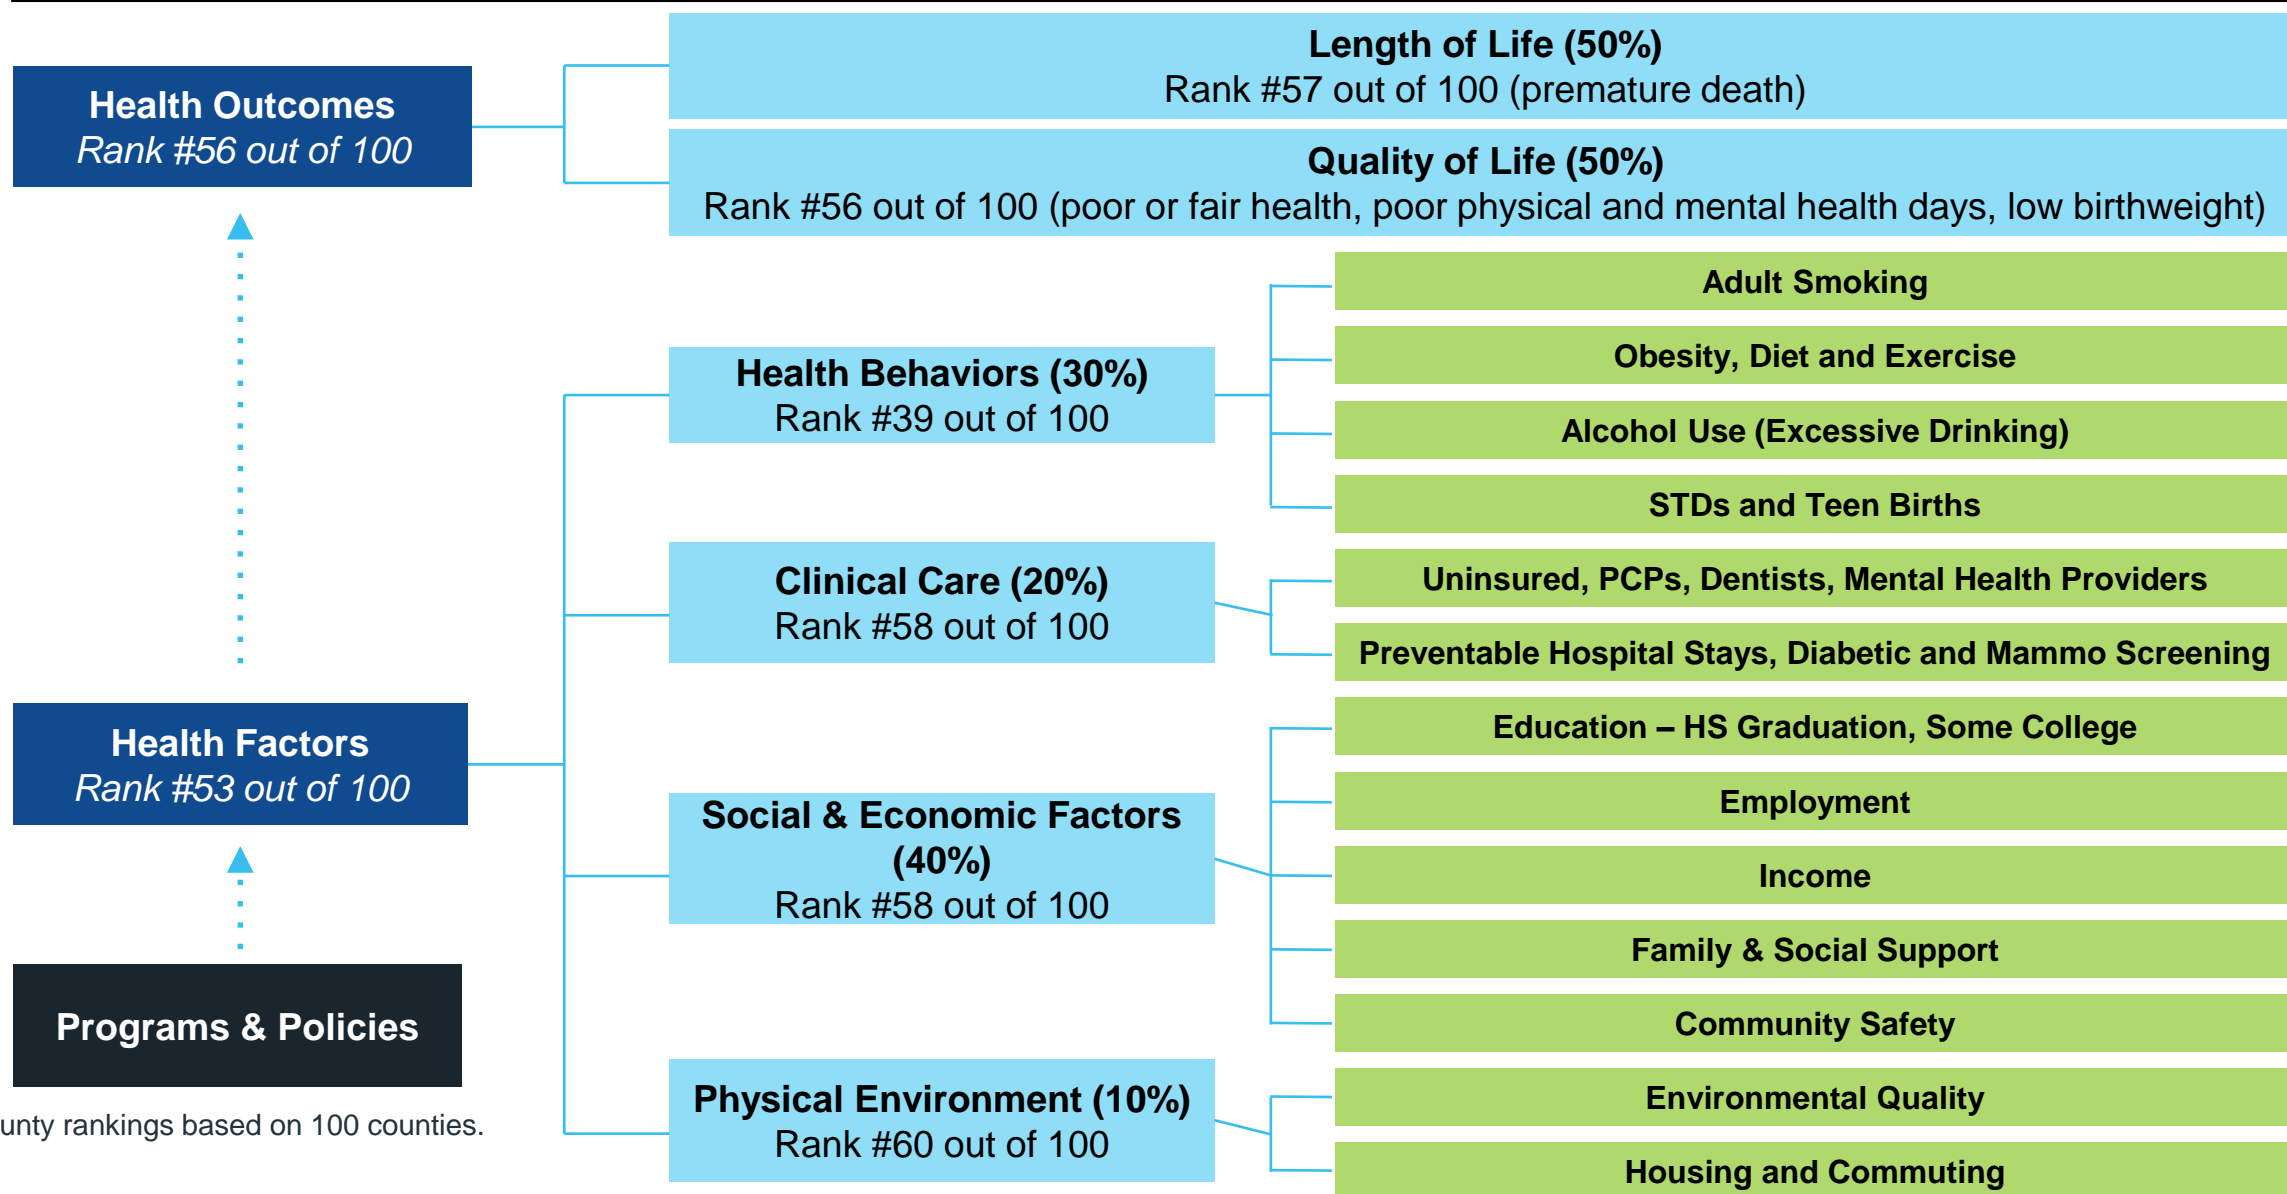 Health Outcomes
Rank #56 out of 100
Length of Life (50%)
Rank #57 out of 100 (premature death)
Quality of Life (50%)
Rank #56 out of 100 (poor or fair health, poor physical and mental health days, low birthweight)
Health Factors
Rank #53 out of 100
Health Behaviors (30%)
Rank #39 out of 100
Adult Smoking
Obesity, Diet and Exercise
Alcohol Use (Excessive Drinking)
STDs and Teen Births
Clinical Care (20%)
Rank #58 out of 100
Uninsured, PCPs, Dentists, Mental Health Providers
Preventable Hospital Stays, Diabetic and Mammo Screening
Social & Economic Factors
(40%)
Rank #58 out of 100
Education – HS Graduation, Some College
Employment
Income
Family & Social Support
Community Safety
Physical Environment (10%)
Rank #60 out of 100
Environmental Quality
Housing and Commuting
Programs & Policies
unty rankings based on 100 counties.